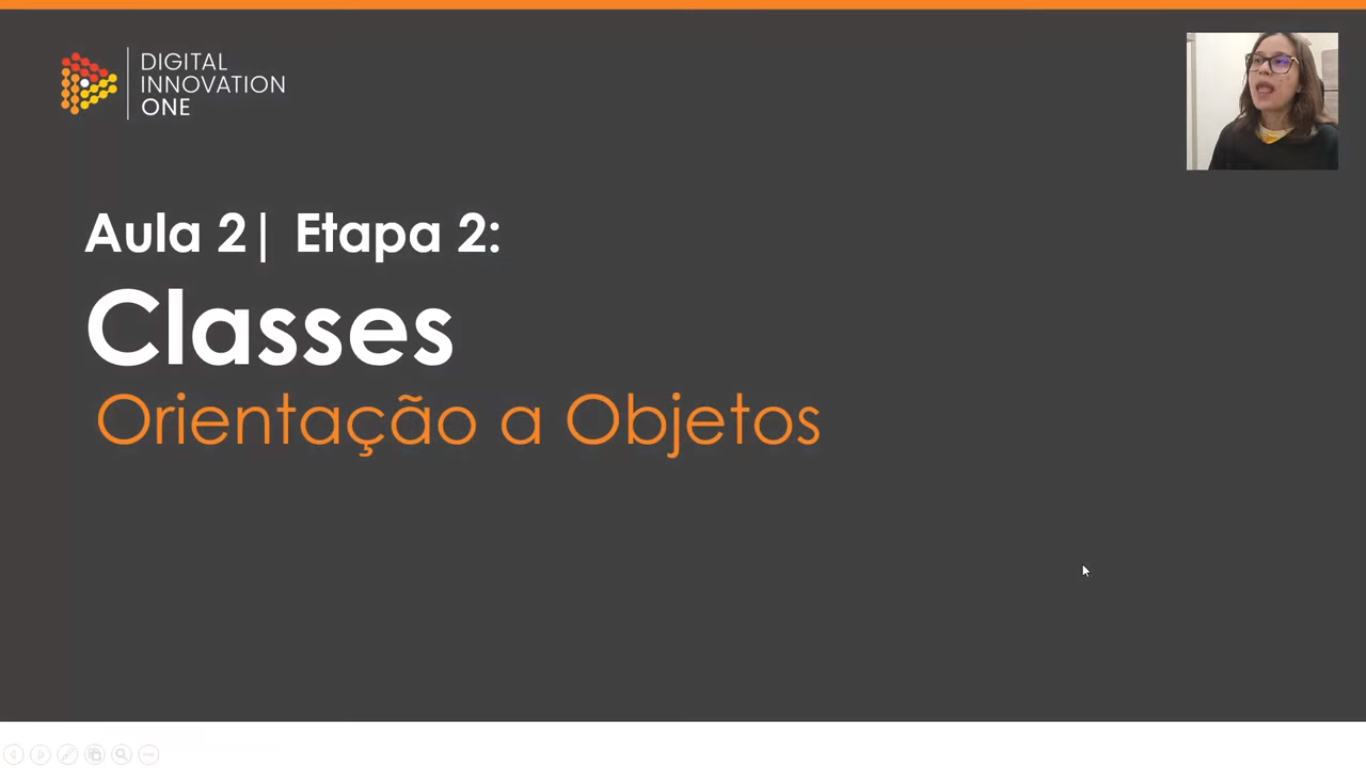 DIGITAL
INNOVATION
ONE
Aula 2| Etapa 2:
Classes
Orientação a Objetos